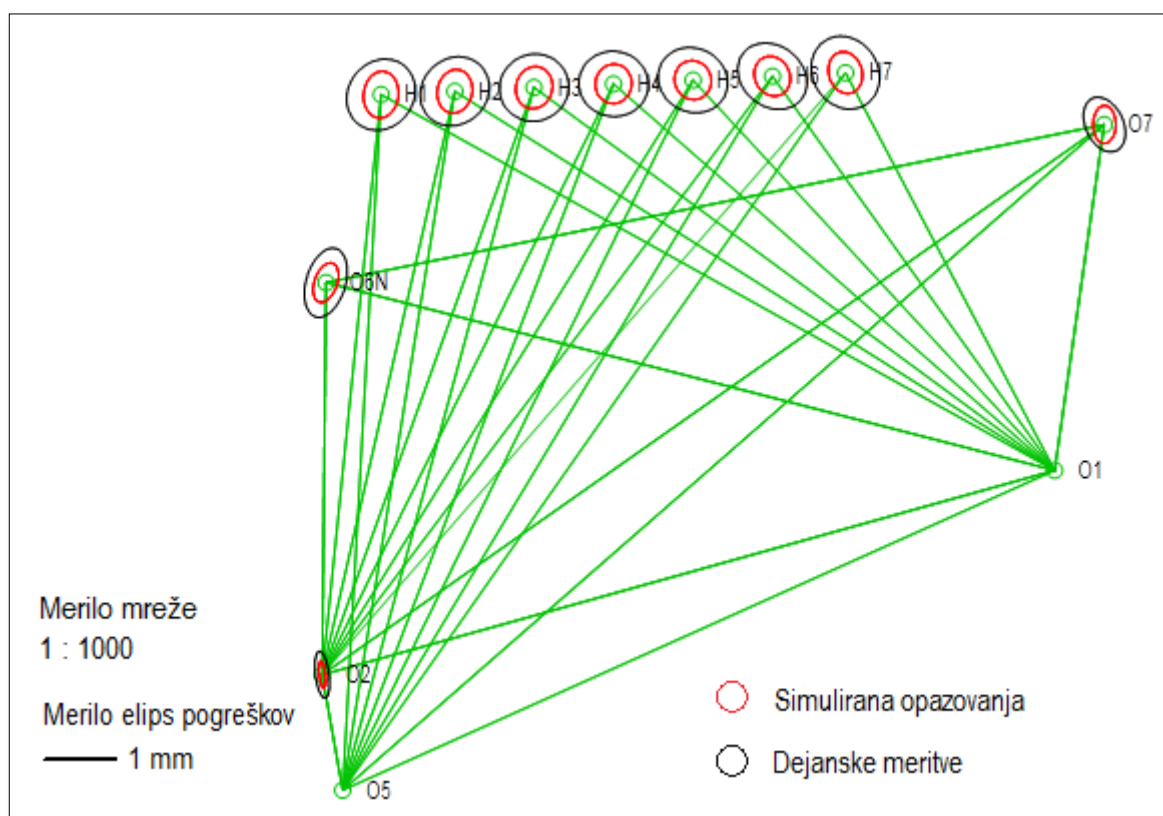 H1 H2 H3 H4 H5 H6 H7
O7
O6N
O1
O2
O5
Merilo mreže
1 : 1000
Merilo elips pogreškov
1 mm
Simulirana opazovanja
Dejanske meritve